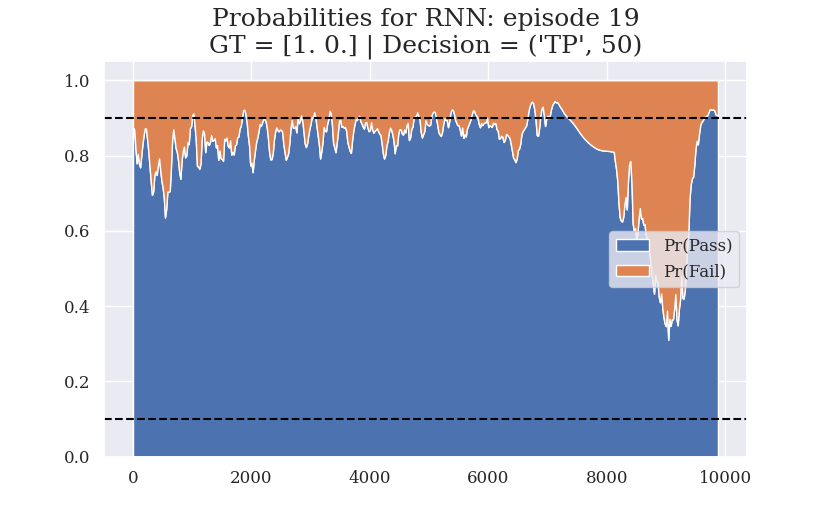 Probabilities for RNN: episode 19
GT = [1. 0.] | Decision = ('TP', 50)
1.0
0.8
0.6
0.4
0.2
0.0
Pr(Pass)
Pr(Fail)
0 2000 4000 6000 8000 10000